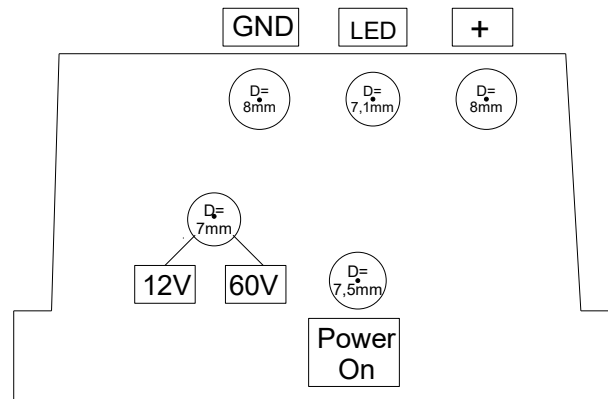 GND
LED
+
D=
8mm
D=
7,1mm
D=
8mm
D=
7mm
12V
60V
D=
7,5mm
Power
On